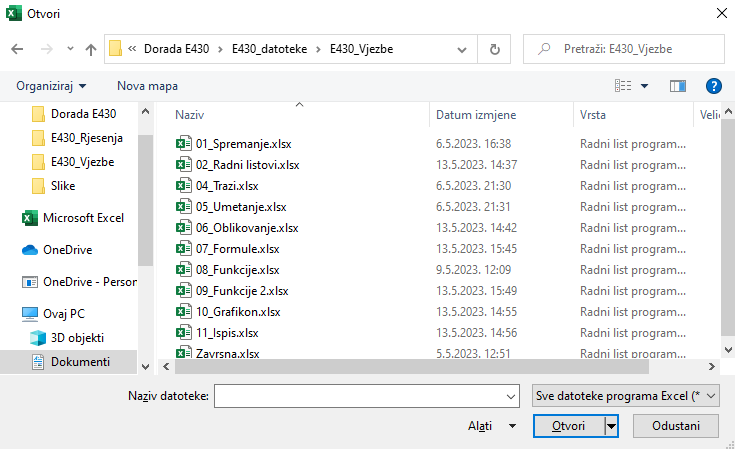 Otvori
« Dorada E430 > E430_datoteke > E430_Vjezbe
Pretraži: E430_Vjezbe
Organiziraj Nova mapa
Naziv Datum izmjene Vrsta Velič
Dorada E430
E430_Rjesenja
E430_Vjezbe
Slike
Microsoft Excel
OneDrive
OneDrive - Person
Ovaj PC
3D objekti
Dokumenti
01_Spremanje.xlsx 6.5.2023. 16:38 Radni list program...
02_Radni listovi.xlsx 13.5.2023. 14:37 Radni list program...
04_Trazi.xlsx 6.5.2023. 21:30 Radni list program...
05_Umetanje.xlsx 6.5.2023. 21:31 Radni list program...
06_Oblikovanje.xlsx 13.5.2023. 14:42 Radni list program...
07_Formule.xlsx 13.5.2023. 15:45 Radni list program...
08_Funkcije.xlsx 9.5.2023. 12:09 Radni list program...
09_Funkcije 2.xlsx 13.5.2023. 15:49 Radni list program...
10_Grafikon.xlsx 13.5.2023. 14:55 Radni list program...
11_Ispis.xlsx 13.5.2023. 14:56 Radni list program...
Zavrsna.xlsx 5.5.2023. 12:51 Radni list program...
Naziv datoteke:
Sve datoteke programa Excel (*
Alati Otvori Odustani